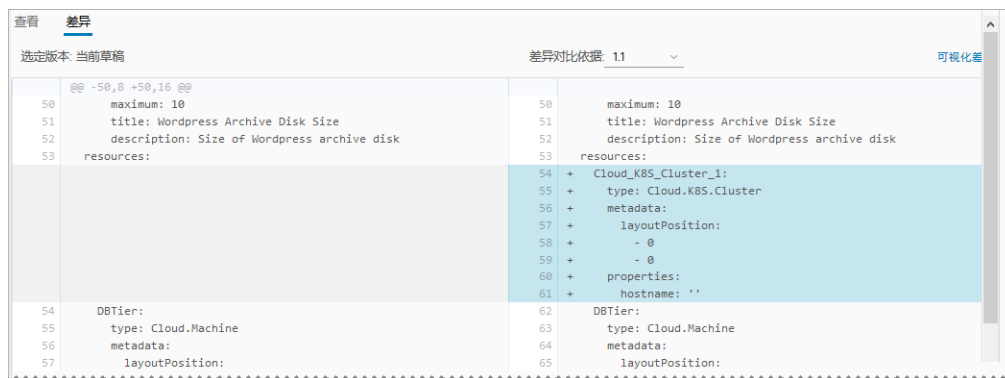 查看 差异
选定版本: 当前草稿 差异对比依据: 1.1 可视化差
@@ -50,8 +50,16 @@
50 maximum: 10 50 maximum: 10
51 title: Wordpress Archive Disk Size 51 title: Wordpress Archive Disk Size
52 description: Size of Wordpress archive disk 52 description: Size of Wordpress archive disk
53 resources: 53 resources:
54 + Cloud_K8S_Cluster_1:
55 + type: Cloud.K8S.Cluster
56 + metadata:
57 + layoutPosition:
58 + - 0
59 + - 0
60 + properties:
61 + hostname: ''
54 DBTier: 62 DBTier:
55 type: Cloud.Machine 63 type: Cloud.Machine
56 metadata: 64 metadata:
57 layoutPosition: 65 layoutPosition: